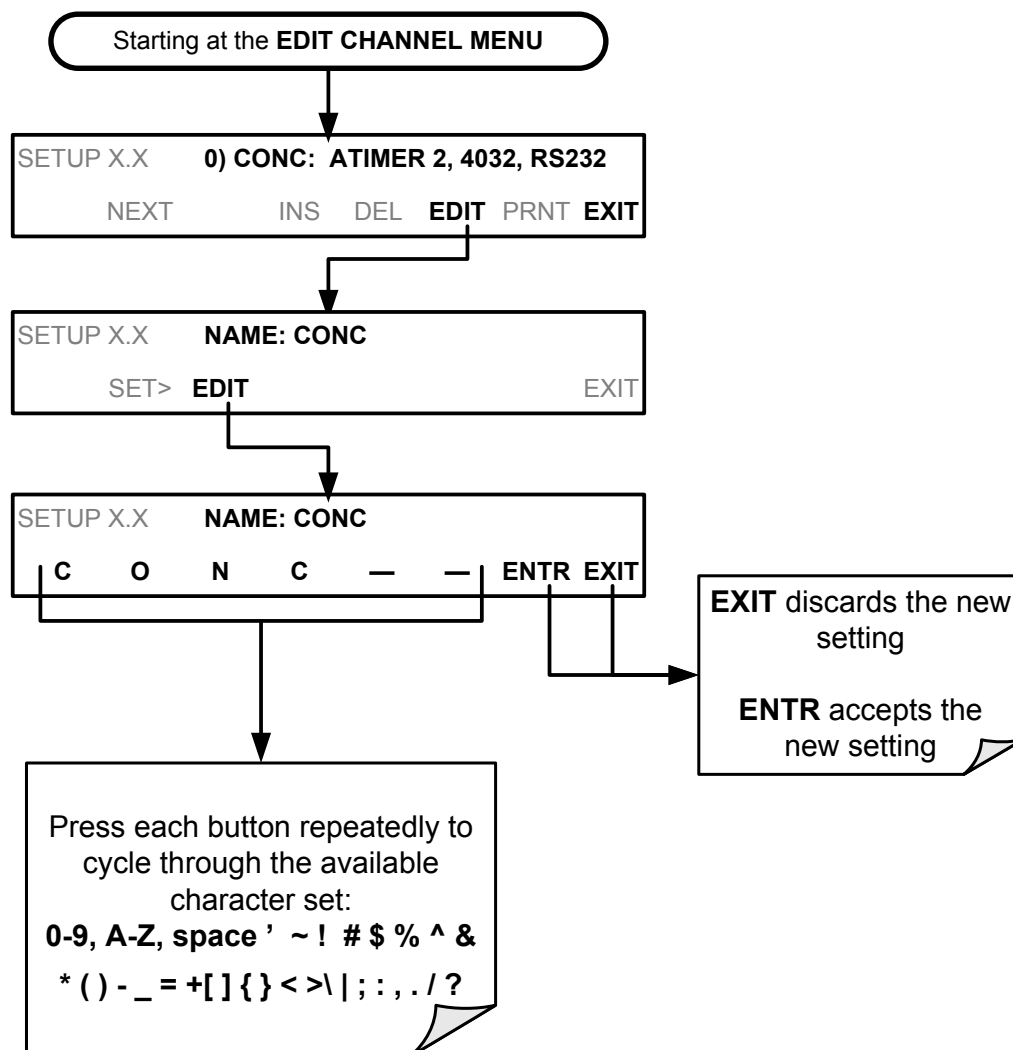 Starting at the EDIT CHANNEL MENU
SETUP X.X 0) CONC: ATIMER 2, 4032, RS232
NEXT INS DEL EDIT PRNT EXIT
SETUP X.X NAME: CONC
SET> EDIT EXIT
SETUP X.X NAME: CONC
C O N C — — ENTR EXIT
EXIT discards the new
setting
ENTR accepts the
new setting
Press each button repeatedly to
cycle through the available
character set:
0-9, A-Z, space ’ ~ ! # $ % ^ &
* ( ) - _ = +[ ] { } < >\ | ; : , . / ?